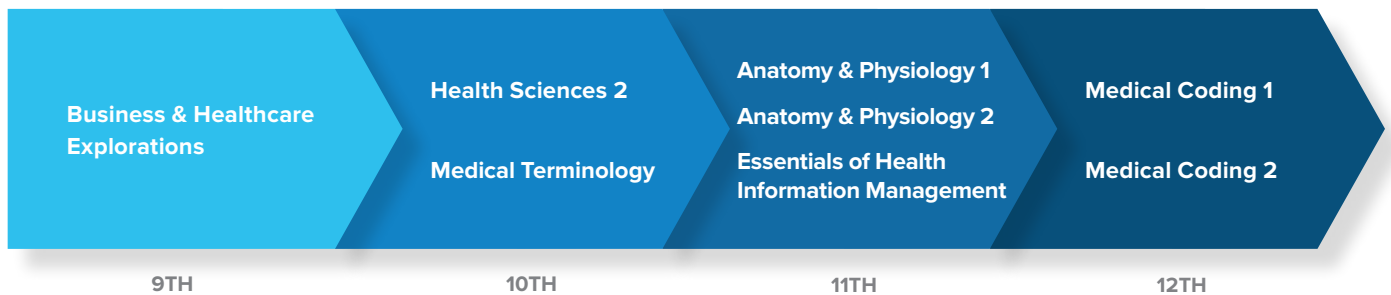 Business & Healthcare
Explorations
Health Sciences 2
Medical Terminology
Anatomy & Physiology 1
Anatomy & Physiology 2
Essentials of Health
Information Management
Medical Coding 1
Medical Coding 2
9TH
10TH
11TH
12TH